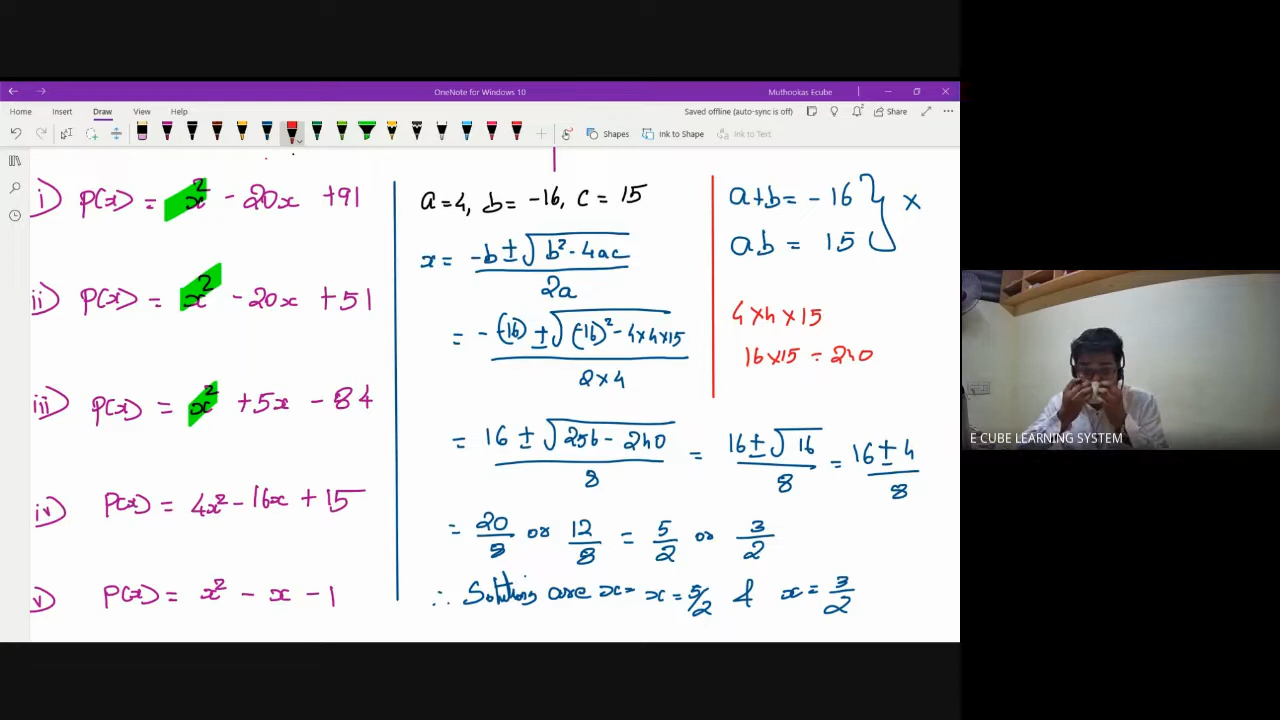 OneNote for Windows 10
Muthookas Ecube
Home Insert Draw View Help
Saved offline (auto-sync is off)
Share
Shapes
Ink to Shape
Ink to Text
i) P(x) = x² - 20x +91
ii) P(x) = x² - 20x +51
iii) P(x) = x² +5x - 84
iv) P(x) = 4x² - 16x + 15
v) P(x) = x² - x - 1
a=4, b= -16, c = 15
x = -b ± √b² - 4ac / 2a
= -(-16) ± √(-16)² - 4×4×15 / 2×4
= 16 ± √256 - 240 / 8 = 16 ± √16 / 8 = 16 ± 4 / 8
= 20/8 or 12/8 = 5/2 or 3/2
∴ Solutions are x= x = 5/2 & x = 3/2
a+b = -16 } ×
ab = 15
4×4×15
16×15 = 240
E CUBE LEARNING SYSTEM